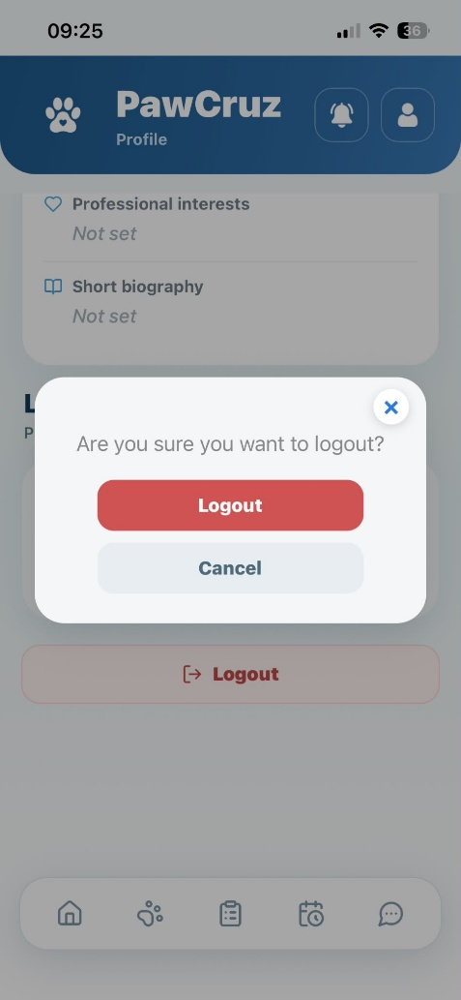 09:25
36
PawCruz
Profile
Professional interests
Not set
Short biography
Not set
L
P
Are you sure you want to logout?
Logout
Cancel
Logout